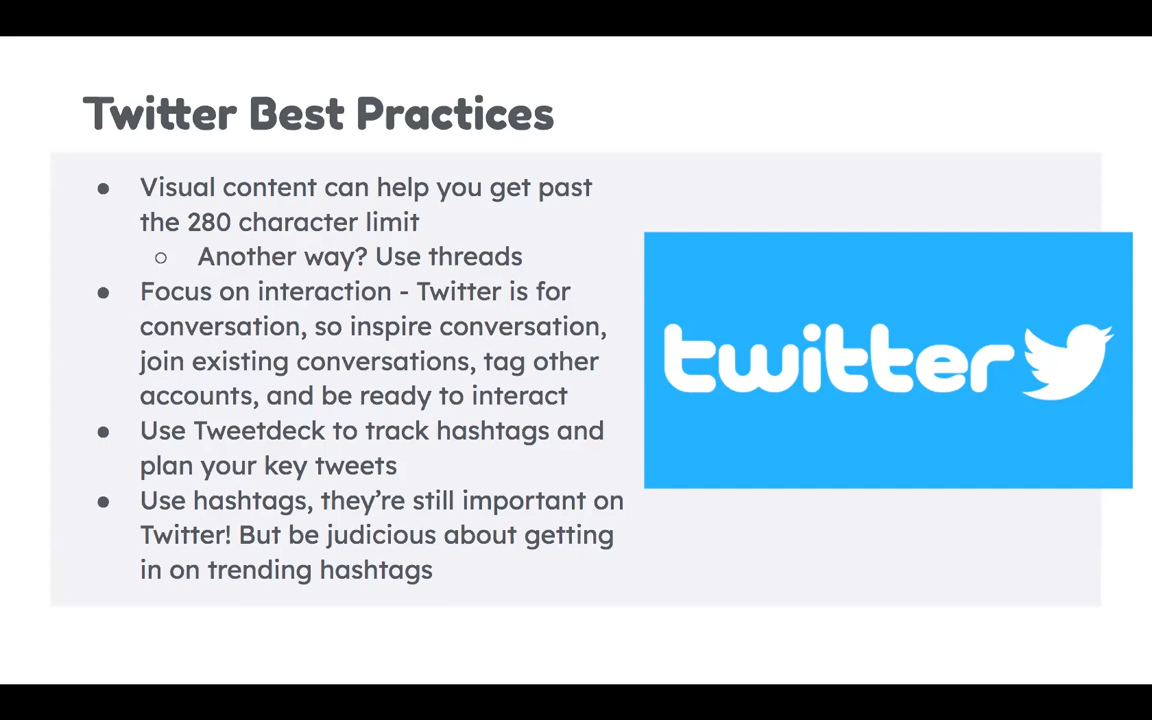 Twitter Best Practices
● Visual content can help you get past
the 280 character limit
○ Another way? Use threads
● Focus on interaction - Twitter is for
conversation, so inspire conversation,
join existing conversations, tag other
accounts, and be ready to interact
● Use Tweetdeck to track hashtags and
plan your key tweets
● Use hashtags, they’re still important on
Twitter! But be judicious about getting
in on trending hashtags
twitter